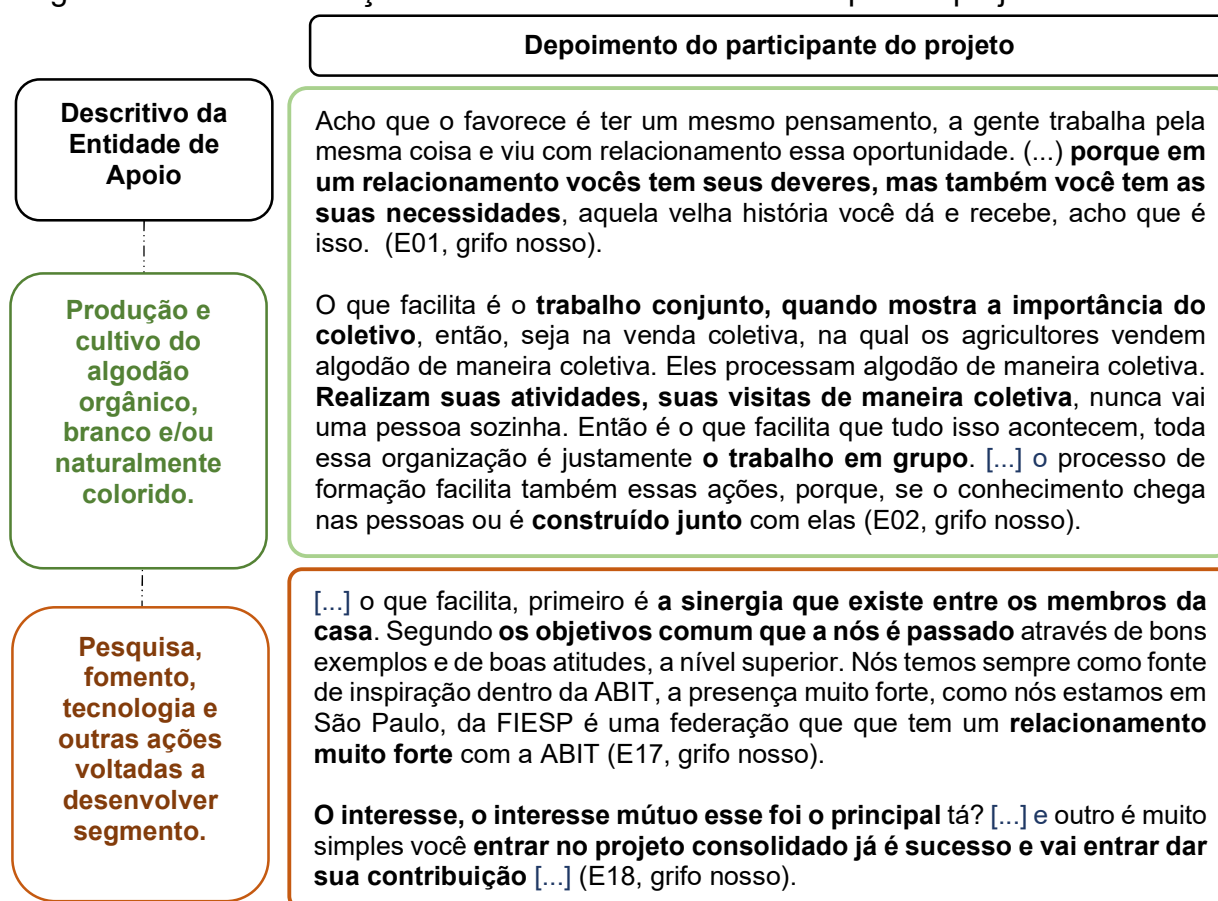 Depoimento do participante do projeto
Descritivo da
Entidade de
Apoio
Acho que o favorece é ter um mesmo pensamento, a gente trabalha pela
mesma coisa e viu com relacionamento essa oportunidade. (...) porque em
um relacionamento vocês tem seus deveres, mas também você tem as
suas necessidades, aquela velha história você dá e recebe, acho que é
isso. (E01, grifo nosso).
Produção e
cultivo do
algodão
orgânico,
branco e/ou
naturalmente
colorido.
O que facilita é o trabalho conjunto, quando mostra a importância do
coletivo, então, seja na venda coletiva, na qual os agricultores vendem
algodão de maneira coletiva. Eles processam algodão de maneira coletiva.
Realizam suas atividades, suas visitas de maneira coletiva, nunca vai
uma pessoa sozinha. Então é o que facilita que tudo isso acontecem, toda
essa organização é justamente o trabalho em grupo. [...] o processo de
formação facilita também essas ações, porque, se o conhecimento chega
nas pessoas ou é construído junto com elas (E02, grifo nosso).
Pesquisa,
fomento,
tecnologia e
outras ações
voltadas a
desenvolver
segmento.
[...] o que facilita, primeiro é a sinergia que existe entre os membros da
casa. Segundo os objetivos comum que a nós é passado através de bons
exemplos e de boas atitudes, a nível superior. Nós temos sempre como fonte
de inspiração dentro da ABIT, a presença muito forte, como nós estamos em
São Paulo, da FIESP é uma federação que que tem um relacionamento
muito forte com a ABIT (E17, grifo nosso).
O interesse, o interesse mútuo esse foi o principal tá? [...] e outro é muito
simples você entrar no projeto consolidado já é sucesso e vai entrar dar
sua contribuição [...] (E18, grifo nosso).